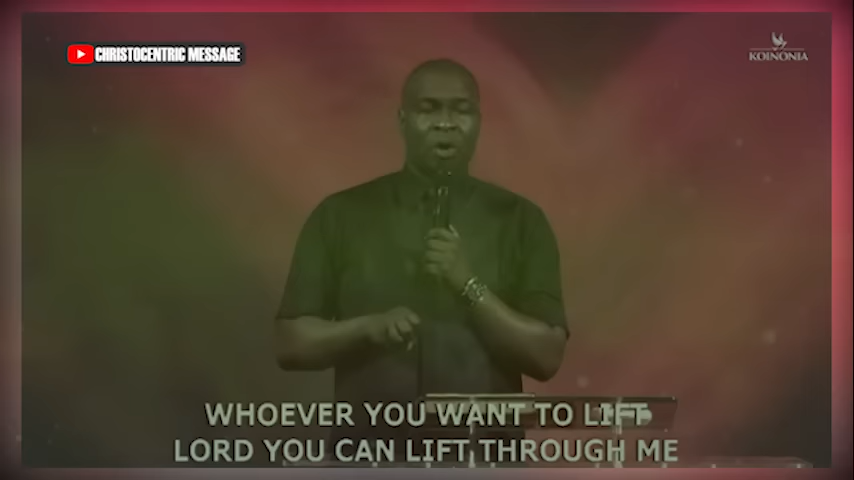 CHRISTOCENTRIC MESSAGE
KOINONIA
WHOEVER YOU WANT TO LIFT
LORD YOU CAN LIFT THROUGH ME